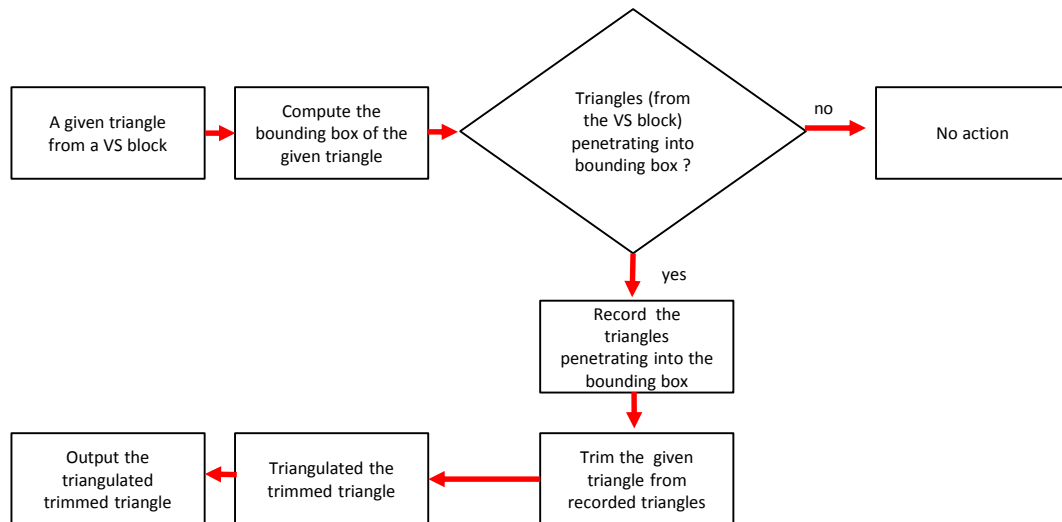 A given triangle
from a VS block
Compute the
bounding box of the
given triangle
Triangles (from
the VS block)
penetrating into
bounding box ?
no
No action
yes
Record  the
triangles
penetrating into the
bounding box
Trim the  given
triangle from
recorded triangles
Triangulated the
trimmed triangle
Output the
triangulated
trimmed triangle